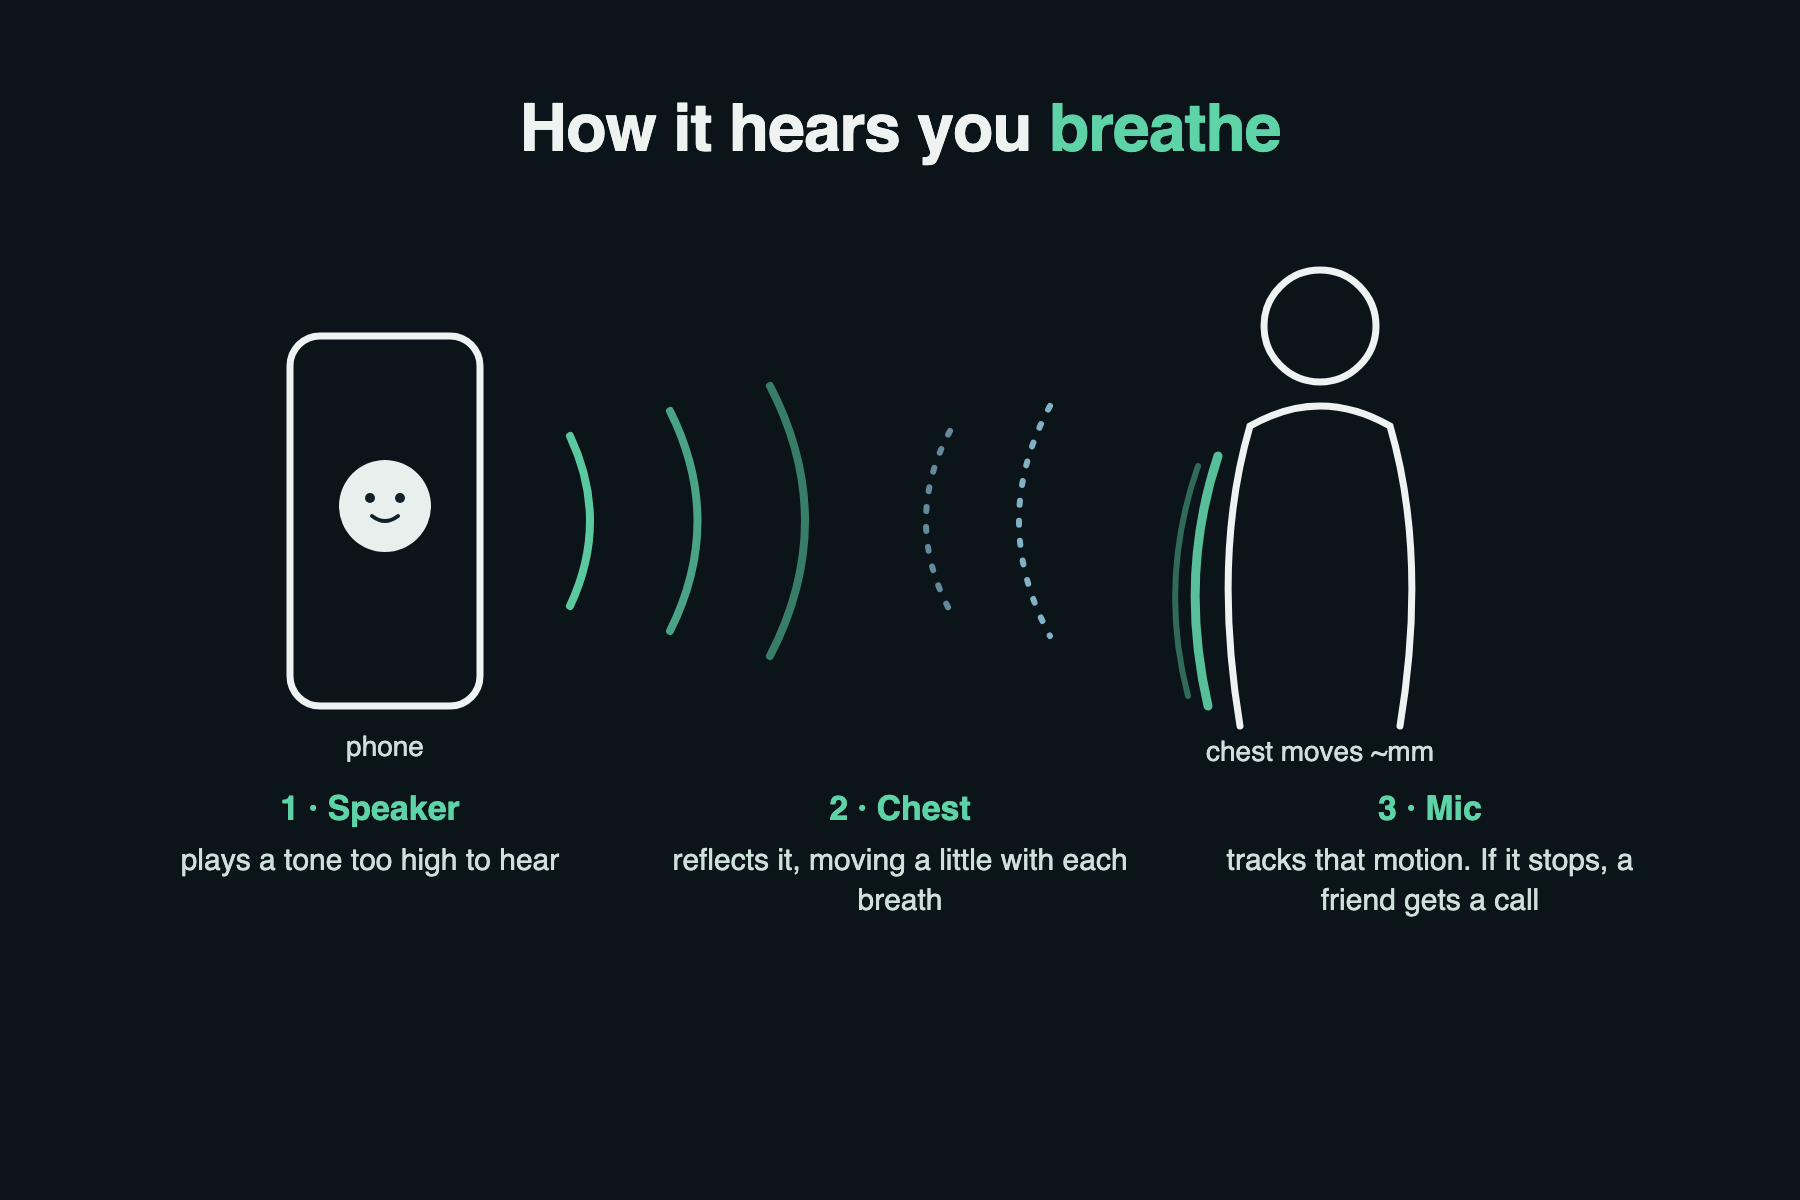 How it hears you breathe
phone
chest moves ~mm
1 · Speaker
plays a tone too high to hear
2 · Chest
reflects it, moving a little with each
breath
3 · Mic
tracks that motion. If it stops, a
friend gets a call